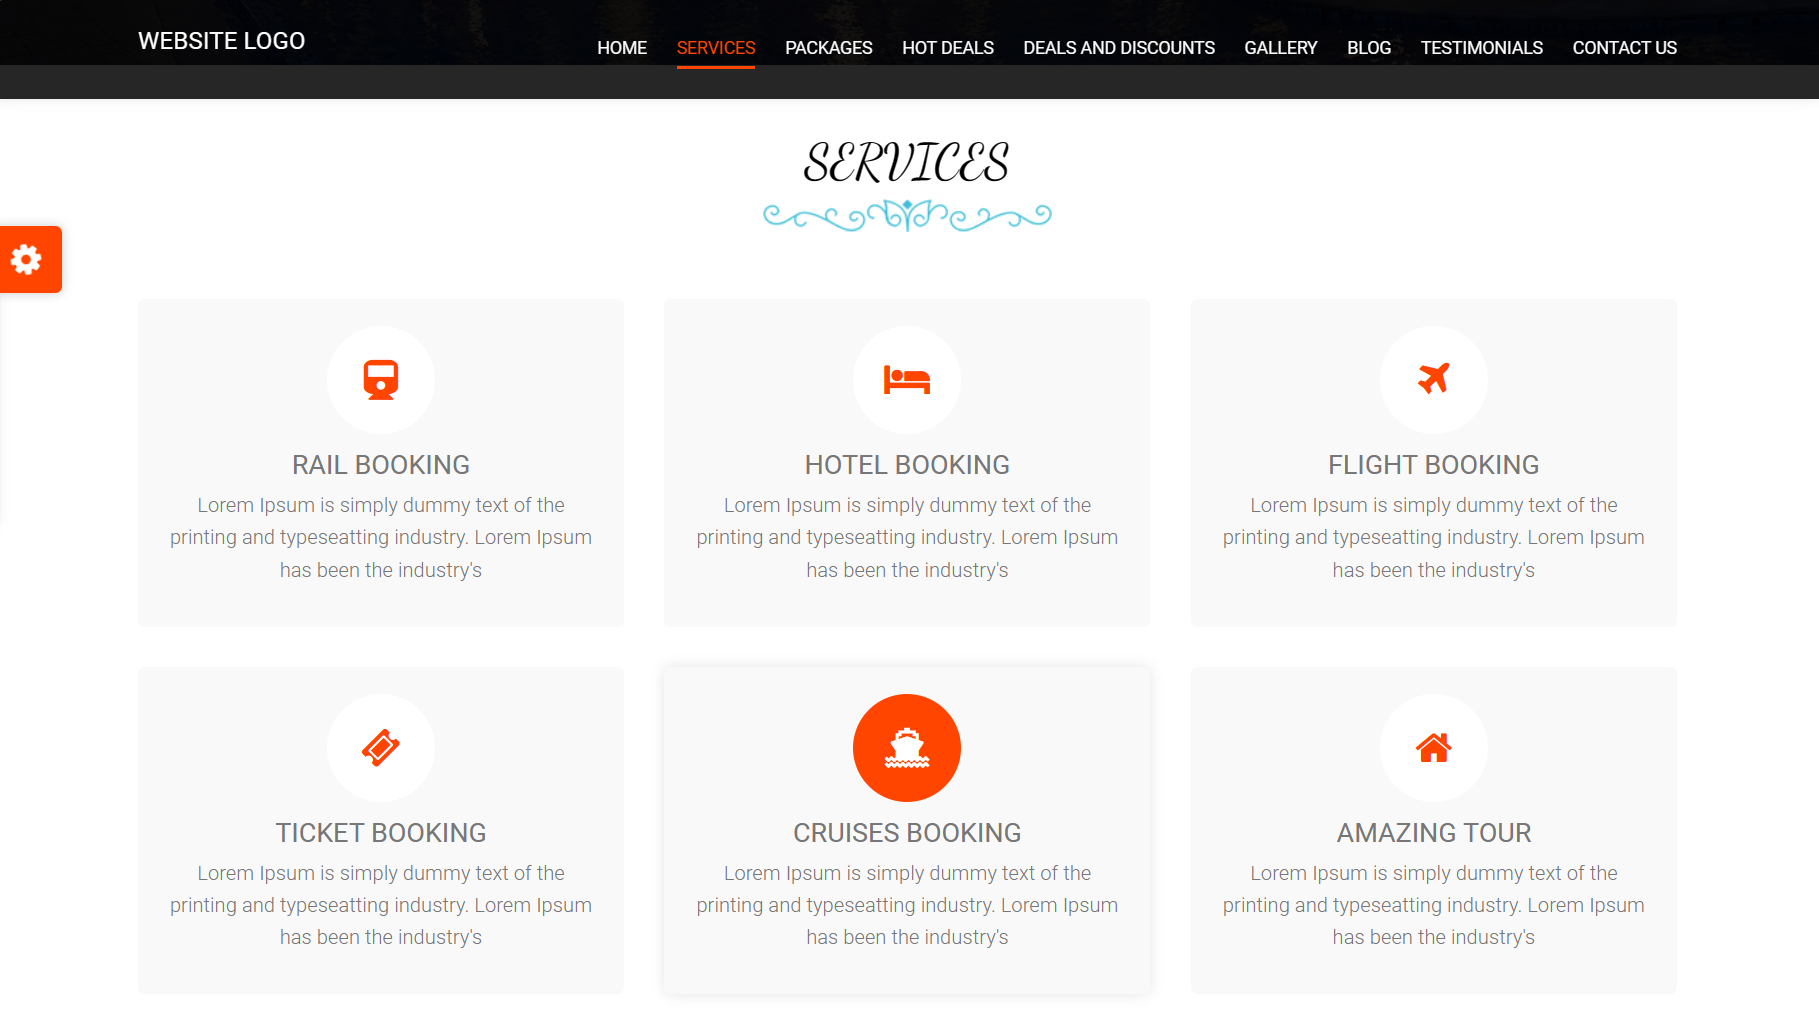 WEBSITE LOGO
HOME SERVICES PACKAGES HOT DEALS DEALS AND DISCOUNTS GALLERY BLOG TESTIMONIALS CONTACT US
SERVICES
RAIL BOOKING
Lorem Ipsum is simply dummy text of the
printing and typeseatting industry. Lorem Ipsum
has been the industry's
HOTEL BOOKING
Lorem Ipsum is simply dummy text of the
printing and typeseatting industry. Lorem Ipsum
has been the industry's
FLIGHT BOOKING
Lorem Ipsum is simply dummy text of the
printing and typeseatting industry. Lorem Ipsum
has been the industry's
TICKET BOOKING
Lorem Ipsum is simply dummy text of the
printing and typeseatting industry. Lorem Ipsum
has been the industry's
CRUISES BOOKING
Lorem Ipsum is simply dummy text of the
printing and typeseatting industry. Lorem Ipsum
has been the industry's
AMAZING TOUR
Lorem Ipsum is simply dummy text of the
printing and typeseatting industry. Lorem Ipsum
has been the industry's